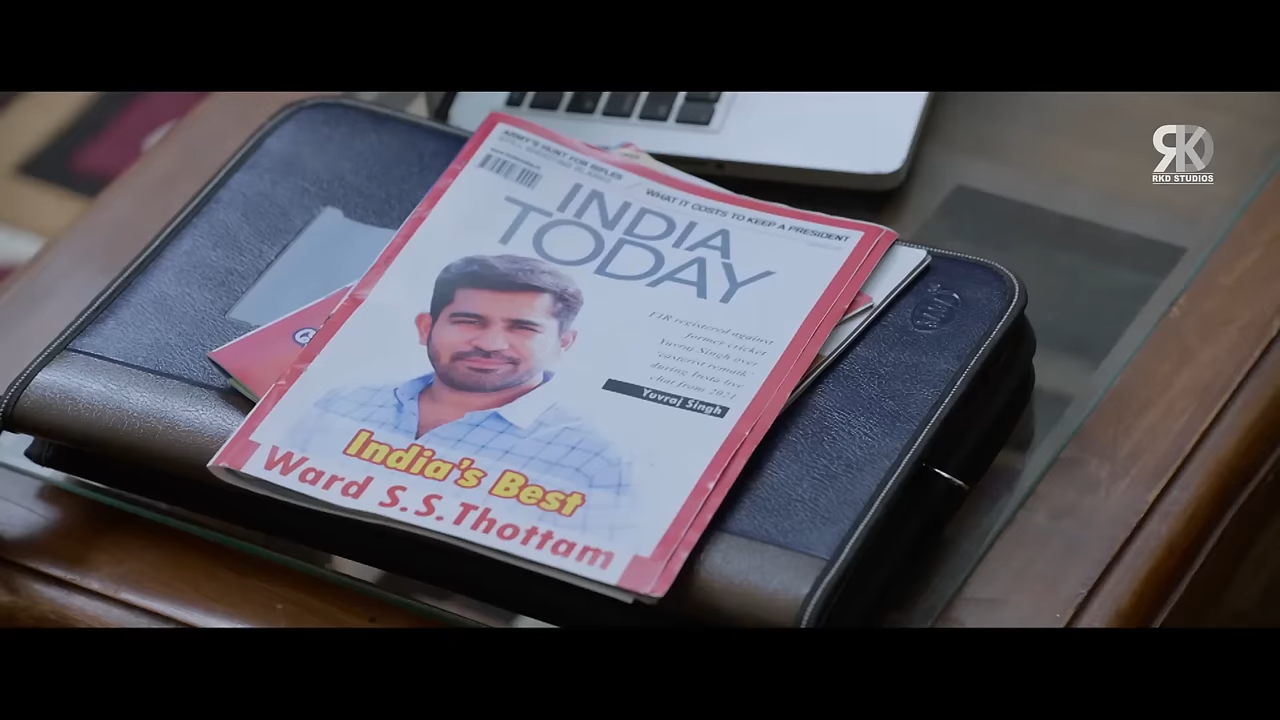 RKD STUDIOS
ARMY'S HUNT FOR RIFLES
WHAT IT COSTS TO KEEP A PRESIDENT
INDIA
TODAY
FIR registered against
former cricket
Yuvraj Singh over
'casteist remark'
during Insta live
chat from 2021
Yuvraj Singh
India's Best
Ward S.S.Thottam